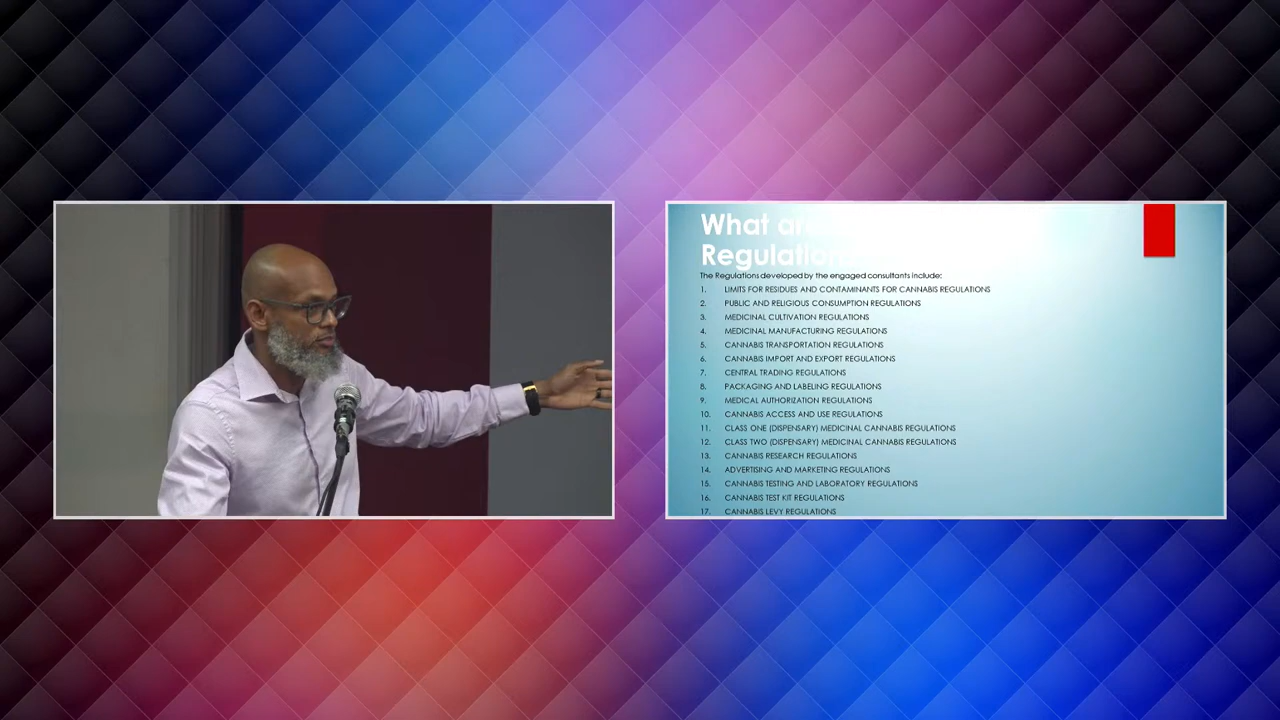 What are
Regulation
The Regulations developed by the engaged consultants include:
1. LIMITS FOR RESIDUES AND CONTAMINANTS FOR CANNABIS REGULATIONS
2. PUBLIC AND RELIGIOUS CONSUMPTION REGULATIONS
3. MEDICINAL CULTIVATION REGULATIONS
4. MEDICINAL MANUFACTURING REGULATIONS
5. CANNABIS TRANSPORTATION REGULATIONS
6. CANNABIS IMPORT AND EXPORT REGULATIONS
7. CENTRAL TRADING REGULATIONS
8. PACKAGING AND LABELING REGULATIONS
9. MEDICAL AUTHORIZATION REGULATIONS
10. CANNABIS ACCESS AND USE REGULATIONS
11. CLASS ONE (DISPENSARY) MEDICINAL CANNABIS REGULATIONS
12. CLASS TWO (DISPENSARY) MEDICINAL CANNABIS REGULATIONS
13. CANNABIS RESEARCH REGULATIONS
14. ADVERTISING AND MARKETING REGULATIONS
15. CANNABIS TESTING AND LABORATORY REGULATIONS
16. CANNABIS TEST KIT REGULATIONS
17. CANNABIS LEVY REGULATIONS